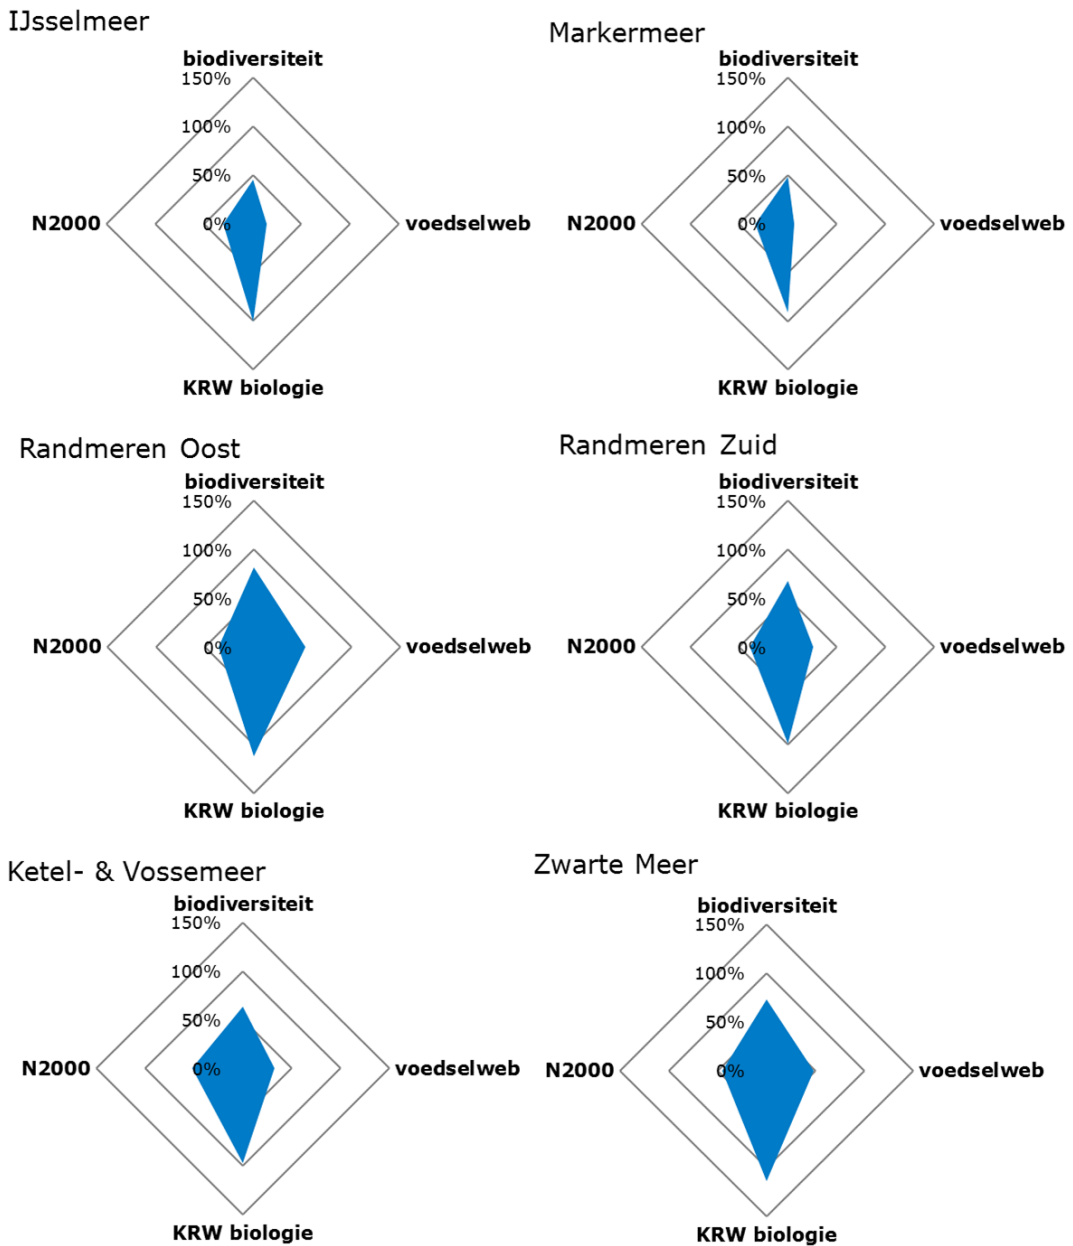 IJsselmeer
biodiversiteit
150%
100%
50%
0%
N2000
voedselweb
KRW biologie
Markermeer
biodiversiteit
150%
100%
50%
0%
N2000
voedselweb
KRW biologie
Randmeren Oost
biodiversiteit
150%
100%
50%
0%
N2000
voedselweb
KRW biologie
Randmeren Zuid
biodiversiteit
150%
100%
50%
0%
N2000
voedselweb
KRW biologie
Ketel- & Vossemeer
biodiversiteit
150%
100%
50%
0%
N2000
voedselweb
KRW biologie
Zwarte Meer
biodiversiteit
150%
100%
50%
0%
N2000
voedselweb
KRW biologie